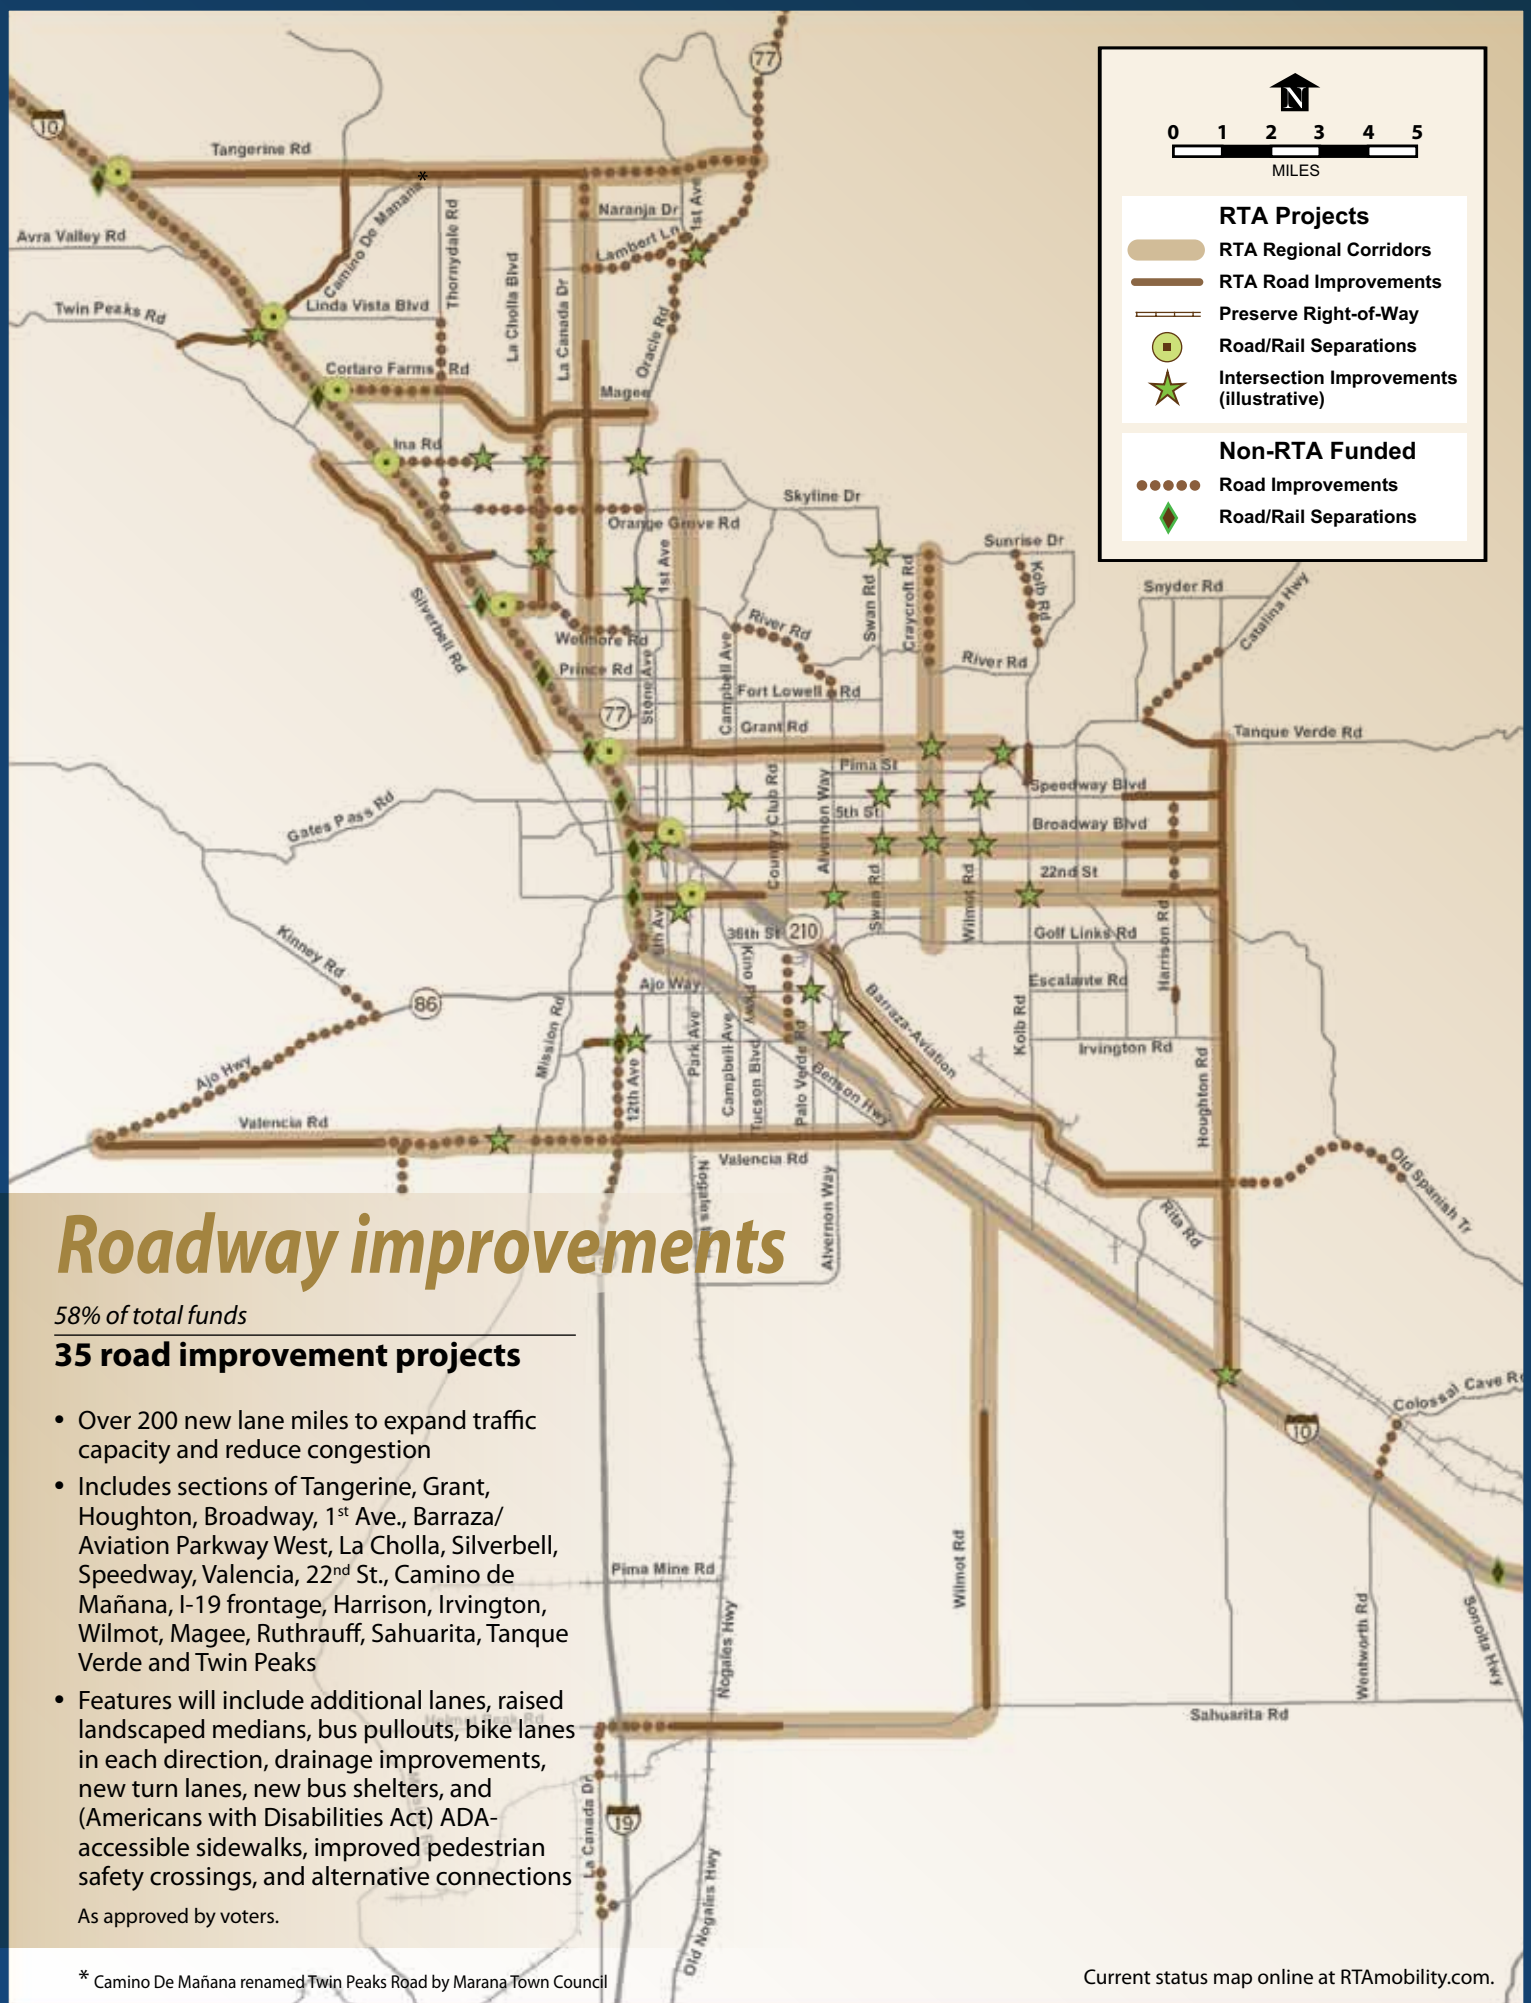 77
10
Tangerine Rd
*
Avra Valley Rd
Camino De Manana
Thornydale Rd
Naranja Dr
1st Ave
Lambert Ln
La Cholla Blvd
La Canada Dr
Twin Peaks Rd
Linda Vista Blvd
Oracle Rd
Cortaro Farms Rd
Magee
Ina Rd
Skyline Dr
Orange Grove Rd
1st Ave
Sunrise Dr
Swan Rd
Craycroft Rd
Kolb Rd
Snyder Rd
Catalina Hwy
Silverbell Rd
Wetmore Rd
River Rd
River Rd
Prince Rd
Stone Ave
Campbell Ave
Fort Lowell Rd
77
Grant Rd
Tanque Verde Rd
Pima St
Speedway Blvd
Gates Pass Rd
Country Club Rd
Alvernon Way
5th St
Broadway Blvd
22nd St
Swan Rd
Wilmot Rd
Harrison Rd
6th Ave
36th St
210
Golf Links Rd
Kinney Rd
Kino Pkwy
Escalante Rd
Ajo Way
86
Barraza-Aviation
Mission Rd
Park Ave
Kolb Rd
Irvington Rd
Ajo Hwy
12th Ave
Campbell Ave
Tucson Blvd
Palo Verde Rd
Benson Hwy
Houghton Rd
Valencia Rd
Valencia Rd
Alvernon Way
Old Spanish Tr
Rita Rd
10
Colossal Cave Rd
Wilmot Rd
Pima Mine Rd
Nogales Hwy
Wentworth Rd
Sonoita Hwy
Sahuarita Rd
La Canada Dr
19
Old Nogales Hwy
N
0 1 2 3 4 5
MILES
RTA Projects
RTA Regional Corridors
RTA Road Improvements
Preserve Right-of-Way
Road/Rail Separations
Intersection Improvements
(illustrative)
Non-RTA Funded
Road Improvements
Road/Rail Separations
Roadway improvements
58% of total funds
35 road improvement projects
• Over 200 new lane miles to expand traffic
capacity and reduce congestion
• Includes sections of Tangerine, Grant,
Houghton, Broadway, 1st Ave., Barraza/
Aviation Parkway West, La Cholla, Silverbell,
Speedway, Valencia, 22nd St., Camino de
Mañana, I-19 frontage, Harrison, Irvington,
Wilmot, Magee, Ruthrauff, Sahuarita, Tanque
Verde and Twin Peaks
• Features will include additional lanes, raised
landscaped medians, bus pullouts, bike lanes
in each direction, drainage improvements,
new turn lanes, new bus shelters, and
(Americans with Disabilities Act) ADA-
accessible sidewalks, improved pedestrian
safety crossings, and alternative connections
As approved by voters.
* Camino De Mañana renamed Twin Peaks Road by Marana Town Council
Current status map online at RTAmobility.com.